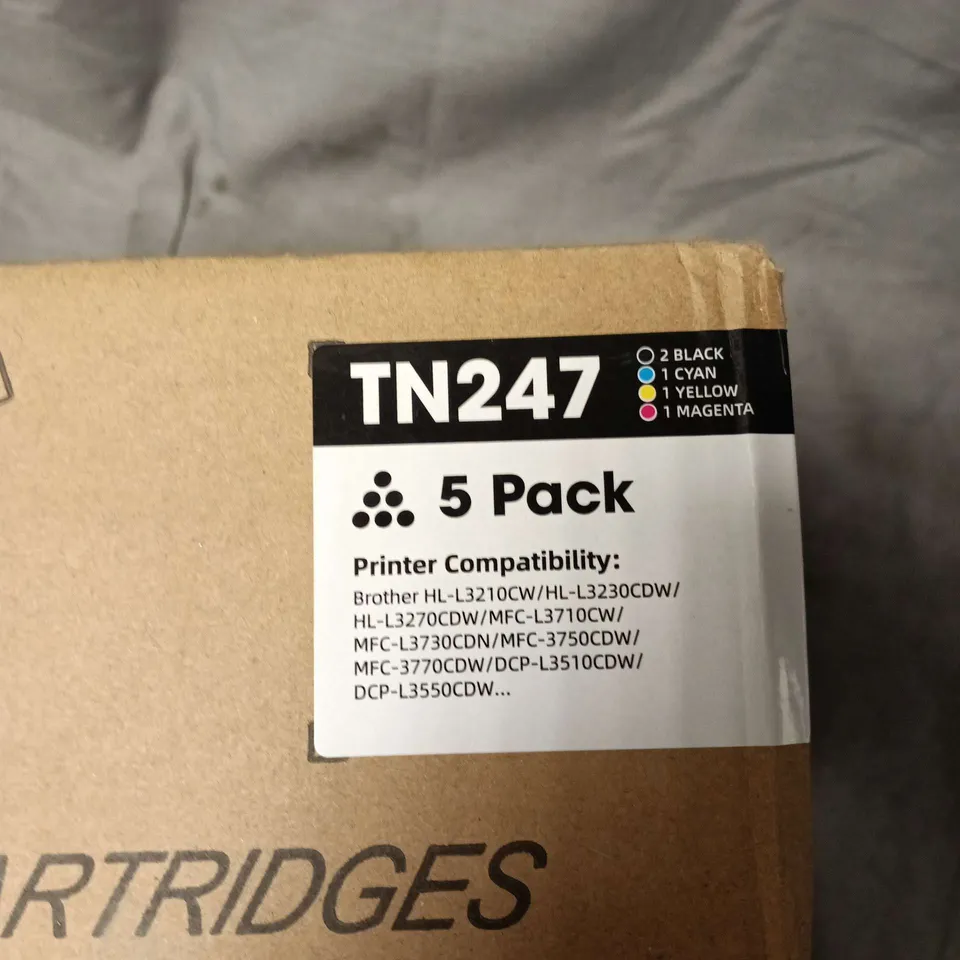 TN247
2 BLACK
1 CYAN
1 YELLOW
1 MAGENTA
5 Pack
Printer Compatibility:
Brother HL-L3210CW/HL-L3230CDW/
HL-L3270CDW/MFC-L3710CW/
MFC-L3730CDN/MFC-3750CDW/
MFC-3770CDW/DCP-L3510CDW/
DCP-L3550CDW...
ARTRIDGES